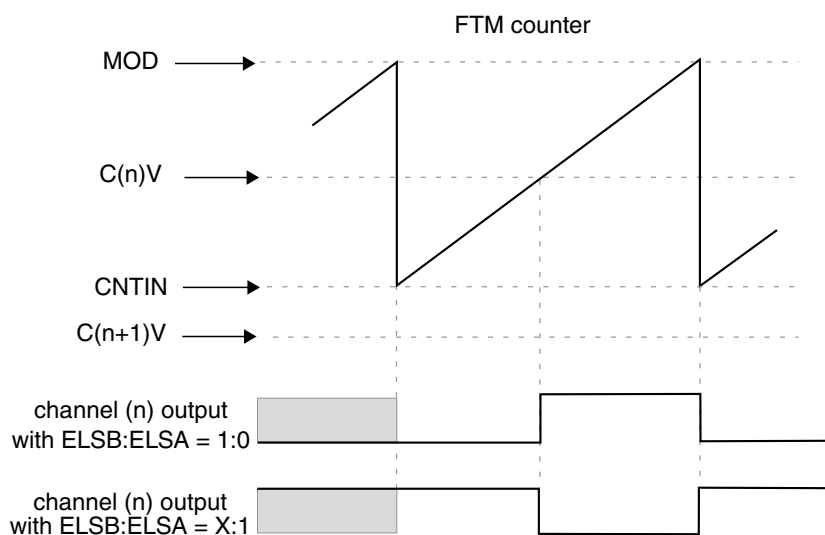 FTM counter
MOD
C(n)V
CNTIN
C(n+1)V
channel (n) output
with ELSB:ELSA = 1:0
channel (n) output
with ELSB:ELSA = X:1